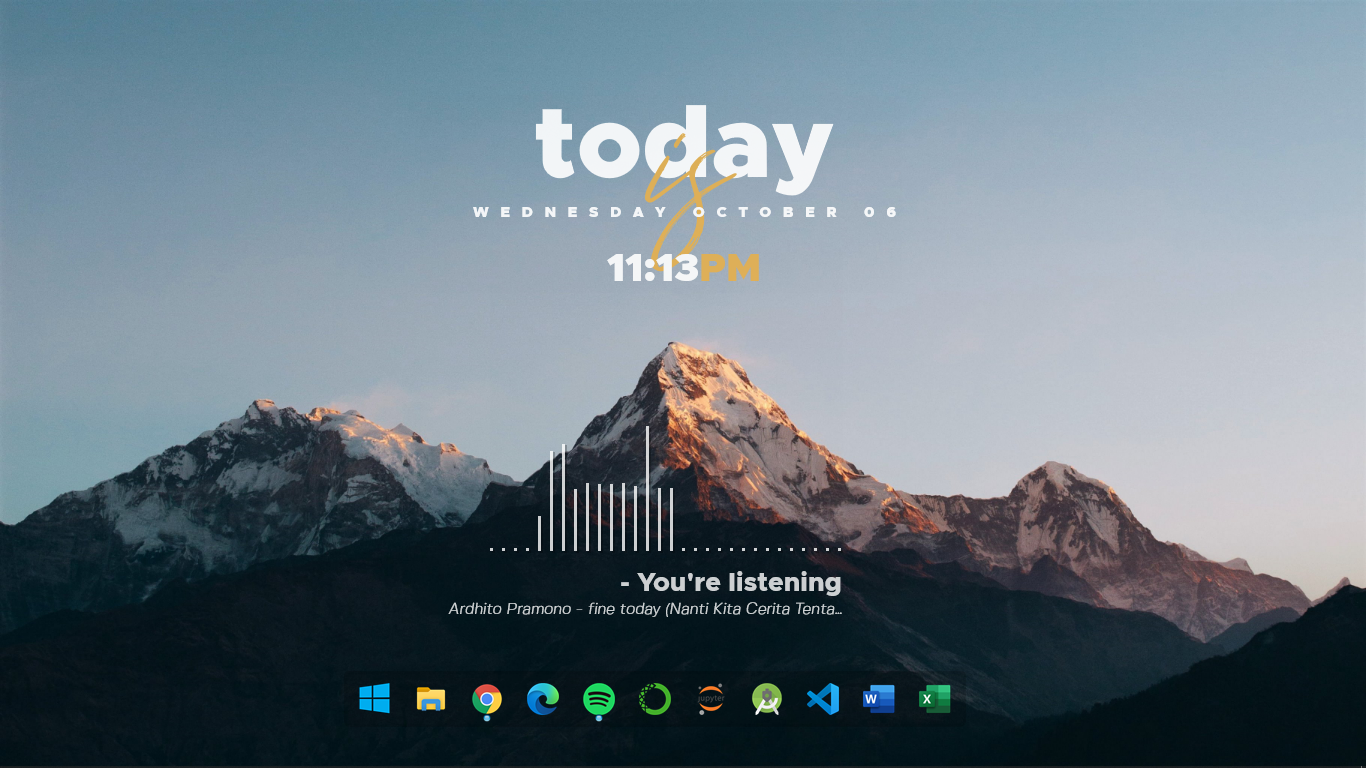 today
is
WEDNESDAY OCTOBER 06
11:13PM
- You're listening
Ardhito Pramono - fine today (Nanti Kita Cerita Tenta...
jupyter
W
X